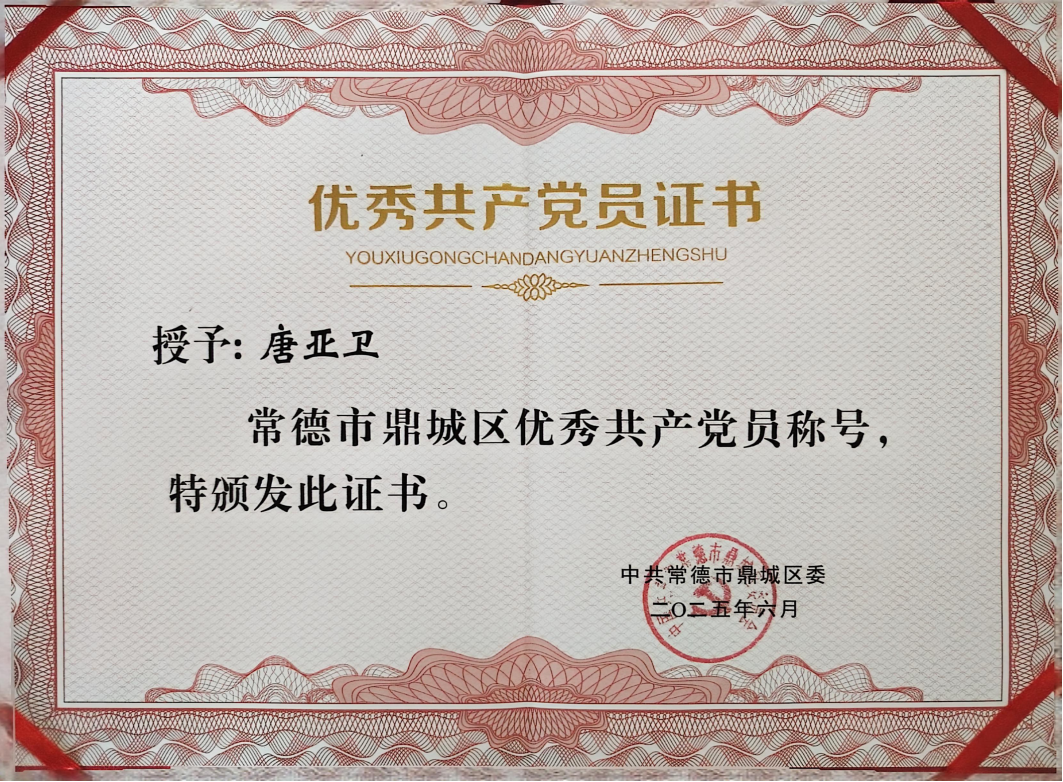 优秀共产党员证书
YOUXIUGONGCHANDANGYUANZHENGSHU
授予：唐亚卫
常德市鼎城区优秀共产党员称号，
特颁发此证书。
中共常德市鼎城区委
二〇二五年六月